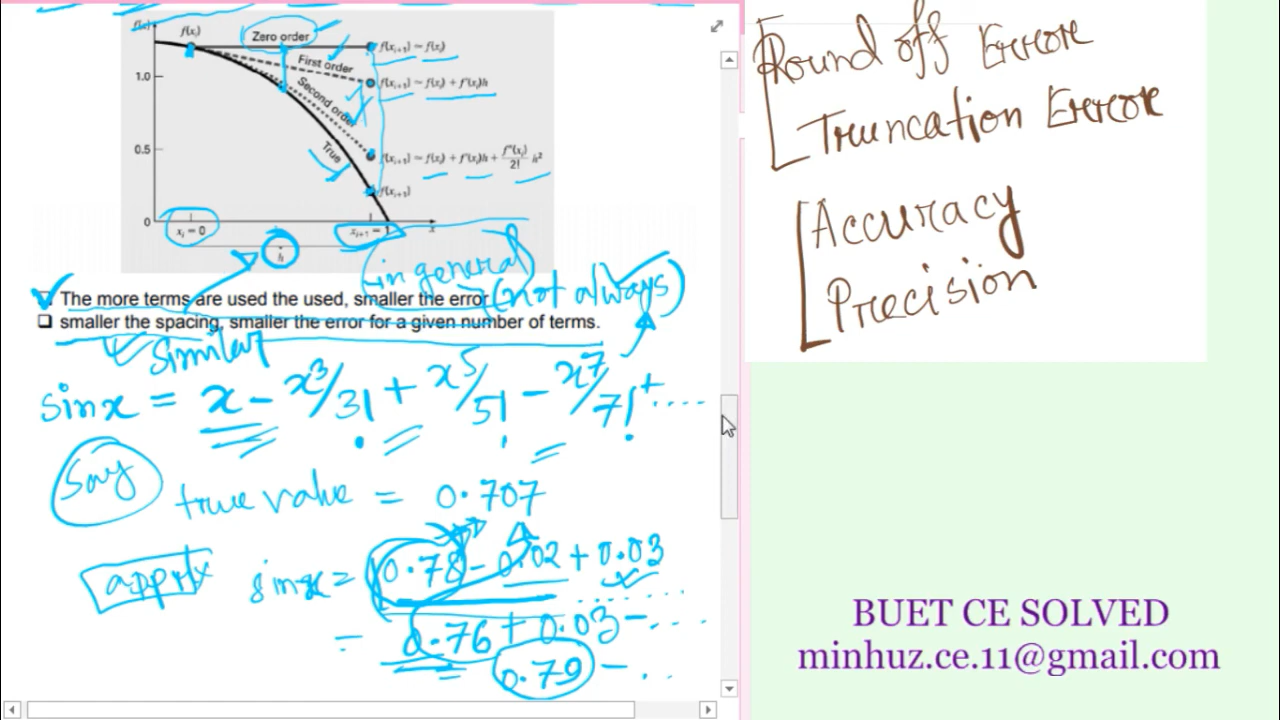 f(x)
f(xᵢ)
Zero order
f(xᵢ₊₁) ≃ f(xᵢ)
First order
1.0
f(xᵢ₊₁) ≃ f(xᵢ) + f′(xᵢ)h
Second order
0.5
True
f(xᵢ₊₁) ≃ f(xᵢ) + f′(xᵢ)h + f″(xᵢ)/2! h²
f(xᵢ₊₁)
0
xᵢ = 0
xᵢ₊₁ = 1
x
h
in general
The more terms are used the used, smaller the error (not always)
smaller the spacing, smaller the error for a given number of terms.
similar
sinx = x - x³/3! + x⁵/5! - x⁷/7! + ....
Say
true value = 0.707
apprx
sinx = 0.78 - 0.02 + 0.03 ......
= 0.76 + 0.03 - ....
0.79 - ...
Round off Error
Truncation Error
Accuracy
Precision
BUET CE SOLVED
minhuz.ce.11@gmail.com